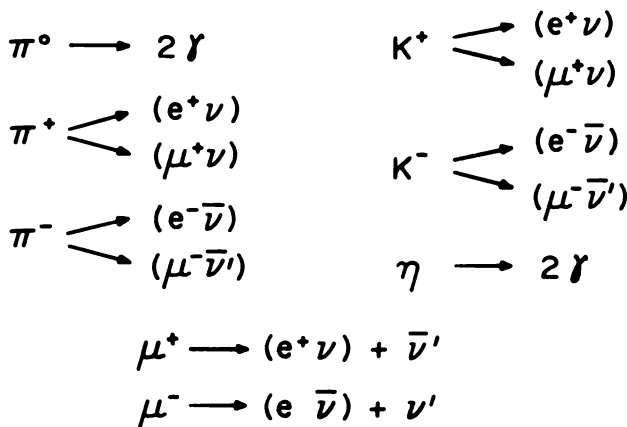 π° → 2γ
π⁺ → (e⁺ν)
→ (μ⁺ν)
π⁻ → (e⁻ν̅)
→ (μ⁻ν̅′)
K⁺ → (e⁺ν)
→ (μ⁺ν)
K⁻ → (e⁻ν̅)
→ (μ⁻ν̅′)
η → 2γ
μ⁺ → (e⁺ν) + ν̅′
μ⁻ → (e ν̅) + ν′